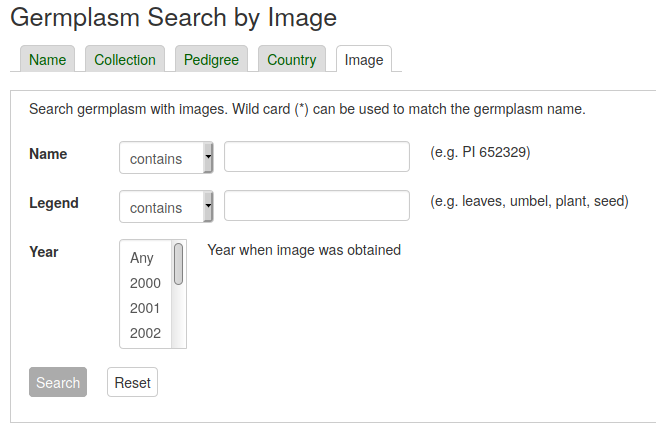 Germplasm Search by Image
Name Collection Pedigree Country Image
Search germplasm with images. Wild card (*) can be used to match the germplasm name.
Name contains (e.g. PI 652329)
Legend contains (e.g. leaves, umbel, plant, seed)
Year Any Year when image was obtained
2000
2001
2002
Search Reset